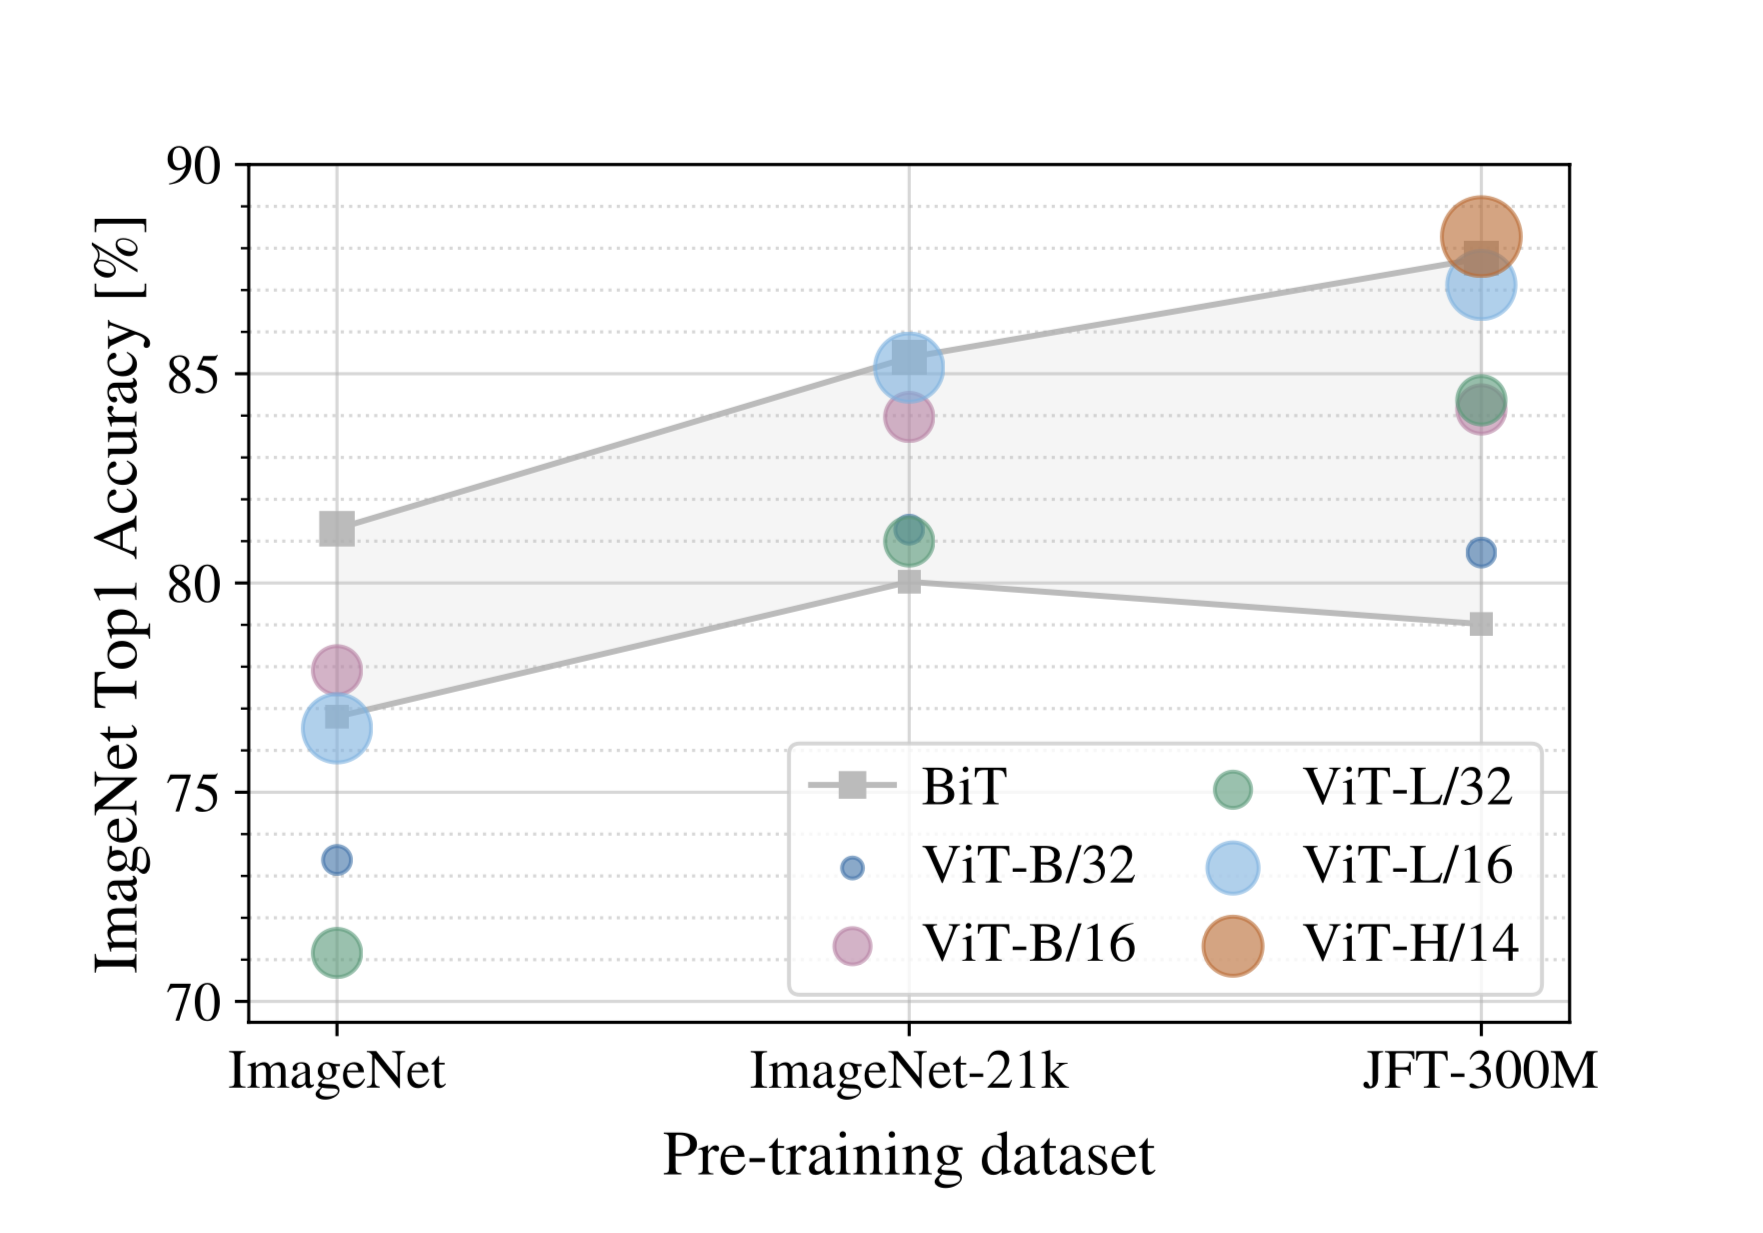 ImageNet Top1 Accuracy [%]
90
85
80
75
70
BiT
ViT-B/32
ViT-B/16
ViT-L/32
ViT-L/16
ViT-H/14
ImageNet
ImageNet-21k
JFT-300M
Pre-training dataset